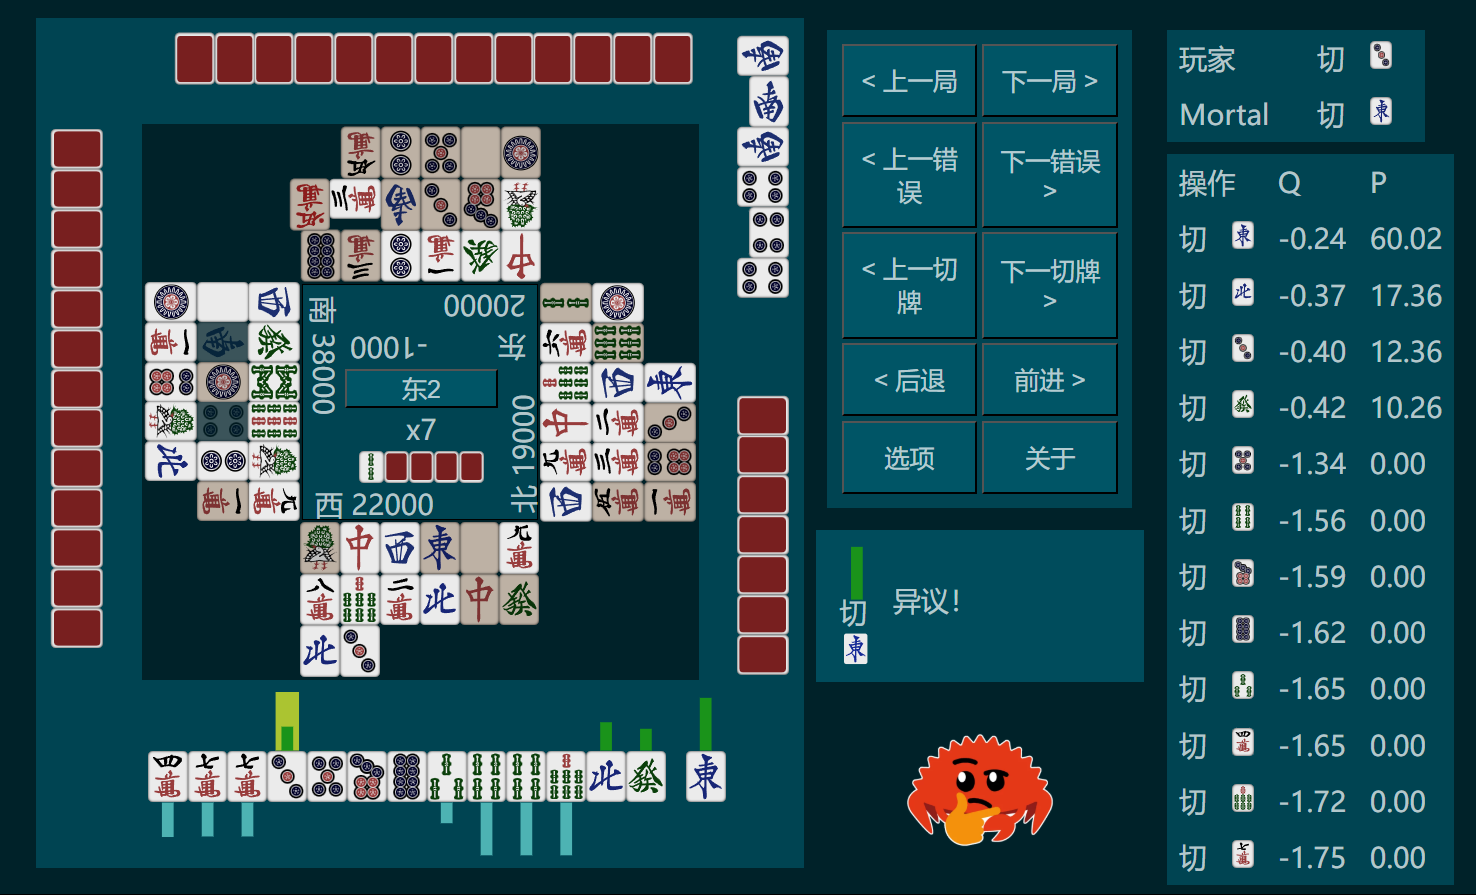 南 38000
20000
-1000
东
东2
x7
西 22000
北 19000
< 上一局
下一局 >
< 上一错误
下一错误 >
< 上一切牌
下一切牌 >
< 后退
前进 >
选项
关于
切
异议!
玩家 切
Mortal 切
操作 Q P
切 -0.24 60.02
切 -0.37 17.36
切 -0.40 12.36
切 -0.42 10.26
切 -1.34 0.00
切 -1.56 0.00
切 -1.59 0.00
切 -1.62 0.00
切 -1.65 0.00
切 -1.65 0.00
切 -1.72 0.00
切 -1.75 0.00